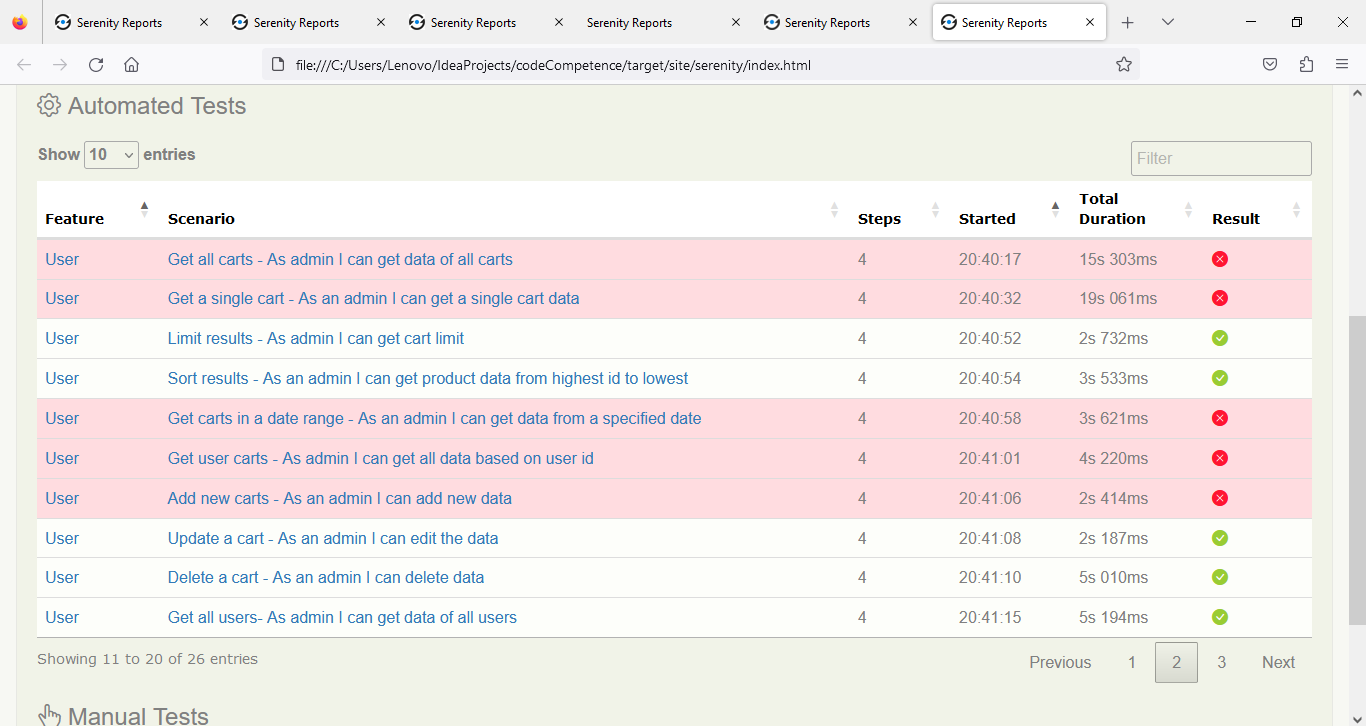 Serenity Reports Serenity Reports Serenity Reports Serenity Reports Serenity Reports Serenity Reports
file:///C:/Users/Lenovo/IdeaProjects/codeCompetence/target/site/serenity/index.html
Automated Tests
Show 10 entries Filter
Feature Scenario Steps Started Total Duration Result
User Get all carts - As admin I can get data of all carts 4 20:40:17 15s 303ms
User Get a single cart - As an admin I can get a single cart data 4 20:40:32 19s 061ms
User Limit results - As admin I can get cart limit 4 20:40:52 2s 732ms
User Sort results - As an admin I can get product data from highest id to lowest 4 20:40:54 3s 533ms
User Get carts in a date range - As an admin I can get data from a specified date 4 20:40:58 3s 621ms
User Get user carts - As admin I can get all data based on user id 4 20:41:01 4s 220ms
User Add new carts - As an admin I can add new data 4 20:41:06 2s 414ms
User Update a cart - As an admin I can edit the data 4 20:41:08 2s 187ms
User Delete a cart - As an admin I can delete data 4 20:41:10 5s 010ms
User Get all users- As admin I can get data of all users 4 20:41:15 5s 194ms
Showing 11 to 20 of 26 entries Previous 1 2 3 Next
Manual Tests